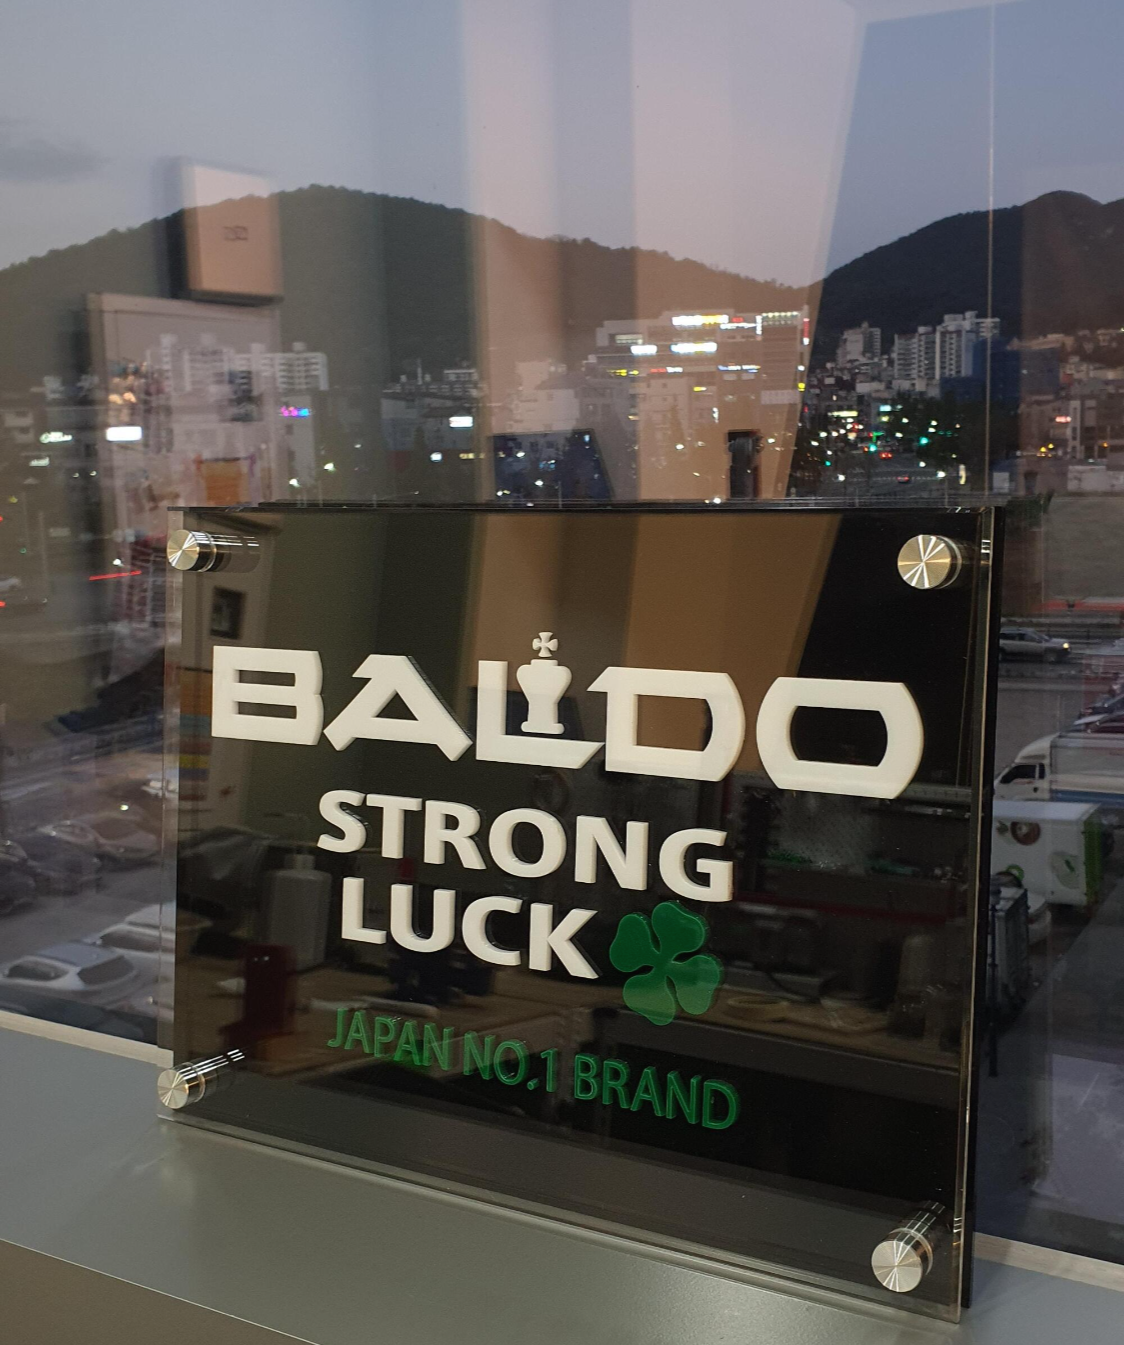 BALDO
STRONG
LUCK
JAPAN NO.1 BRAND